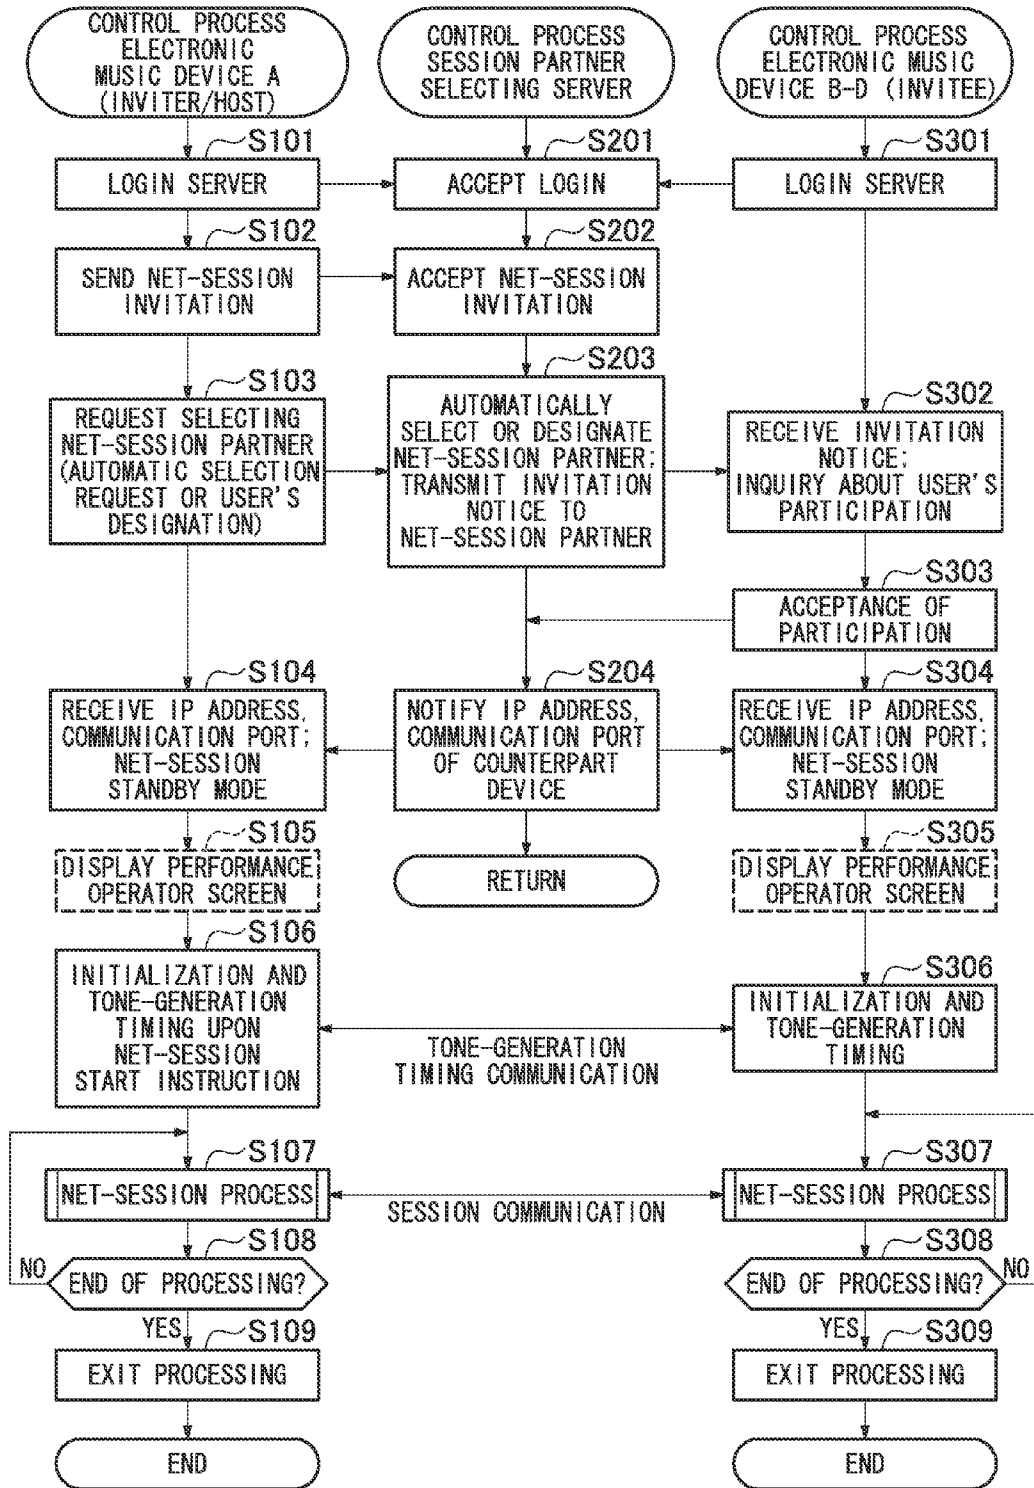 CONTROL PROCESS
ELECTRONIC
MUSIC DEVICE A
(INVITER/HOST)
CONTROL PROCESS
SESSION PARTNER
SELECTING SERVER
CONTROL PROCESS
ELECTRONIC MUSIC
DEVICE B-D (INVITEE)
S101
LOGIN SERVER
S201
ACCEPT LOGIN
S301
LOGIN SERVER
S102
SEND NET-SESSION
INVITATION
S202
ACCEPT NET-SESSION
INVITATION
S103
REQUEST SELECTING
NET-SESSION PARTNER
(AUTOMATIC SELECTION
REQUEST OR USER'S
DESIGNATION)
S203
AUTOMATICALLY
SELECT OR DESIGNATE
NET-SESSION PARTNER;
TRANSMIT INVITATION
NOTICE TO
NET-SESSION PARTNER
S302
RECEIVE INVITATION
NOTICE;
INQUIRY ABOUT USER'S
PARTICIPATION
S303
ACCEPTANCE OF
PARTICIPATION
S104
RECEIVE IP ADDRESS,
COMMUNICATION PORT;
NET-SESSION
STANDBY MODE
S204
NOTIFY IP ADDRESS,
COMMUNICATION PORT
OF COUNTERPART
DEVICE
S304
RECEIVE IP ADDRESS,
COMMUNICATION PORT;
NET-SESSION
STANDBY MODE
S105
DISPLAY PERFORMANCE
OPERATOR SCREEN
RETURN
S305
DISPLAY PERFORMANCE
OPERATOR SCREEN
S106
INITIALIZATION AND
TONE-GENERATION
TIMING UPON
NET-SESSION
START INSTRUCTION
TONE-GENERATION
TIMING COMMUNICATION
S306
INITIALIZATION AND
TONE-GENERATION
TIMING
S107
NET-SESSION PROCESS
SESSION COMMUNICATION
S307
NET-SESSION PROCESS
S108
END OF PROCESSING?
NO
YES
S308
END OF PROCESSING?
NO
YES
S109
EXIT PROCESSING
S309
EXIT PROCESSING
END
END